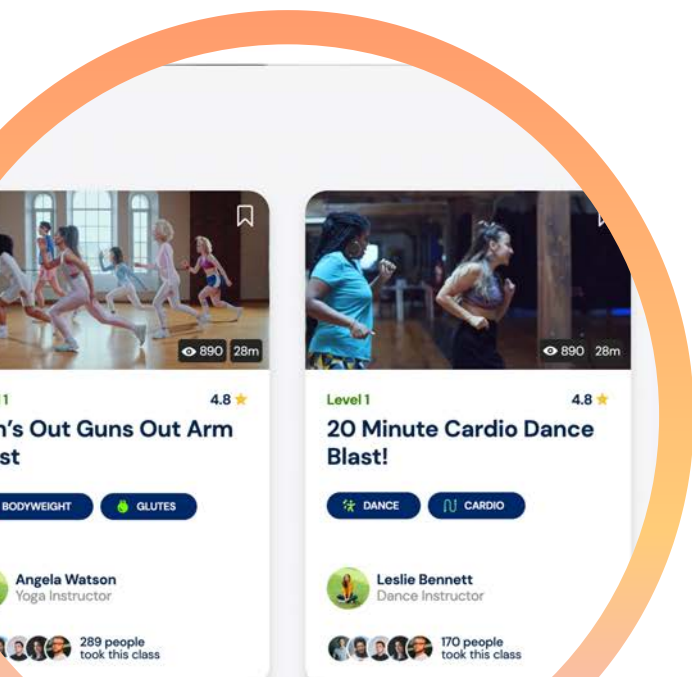 890 28m
1
4.8
's Out Guns Out Arm
st
BODYWEIGHT GLUTES
Angela Watson
Yoga Instructor
289 people
took this class
890 28m
Level 1
4.8
20 Minute Cardio Dance
Blast!
DANCE CARDIO
Leslie Bennett
Dance Instructor
170 people
took this class